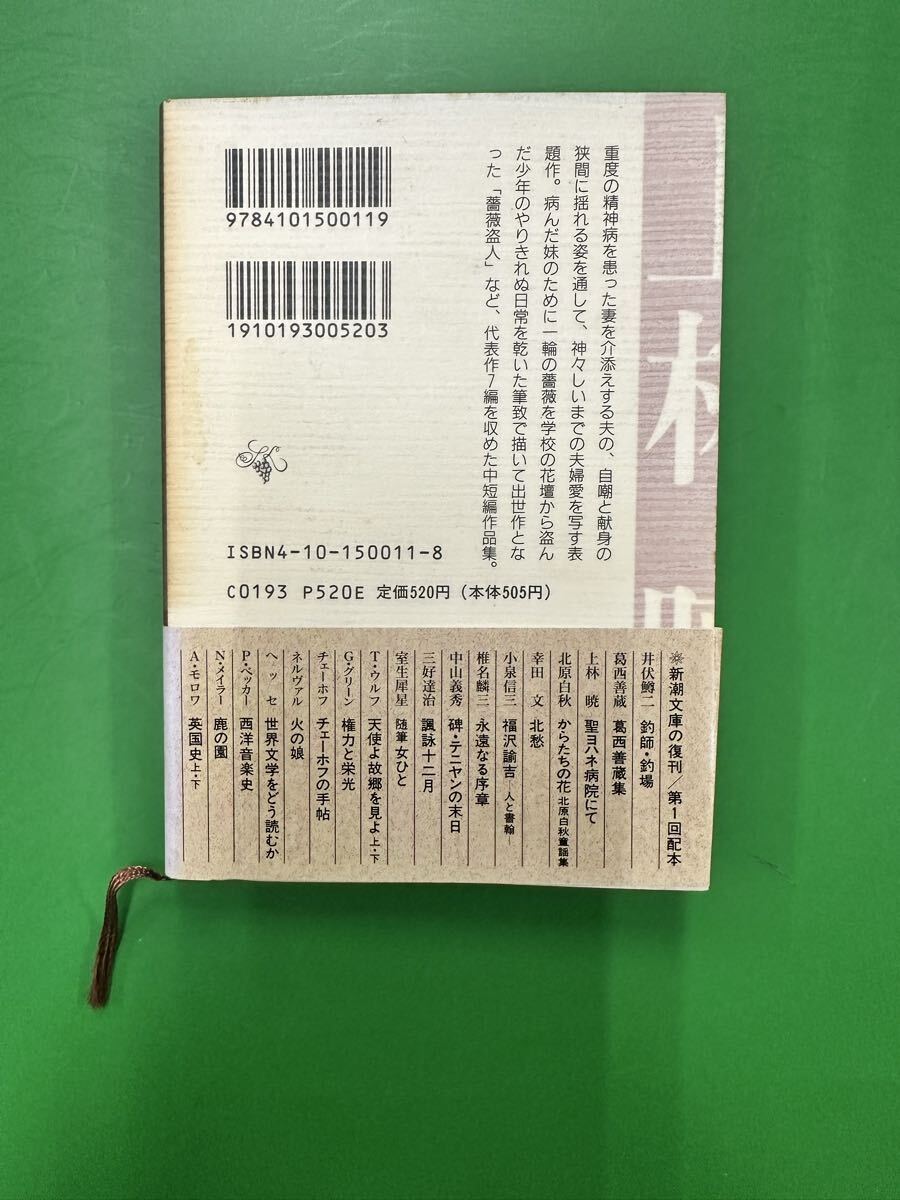 重度の精神病を患った妻を介添えする夫の、自嘲と献身の
狭間に揺れる姿を通して、神々しいまでの夫婦愛を写す表
題作。病んだ妹のために一輪の薔薇を学校の花壇から盗ん
だ少年のやりきれぬ日常を乾いた筆致で描いて出世作とな
った「薔薇盗人」など、代表作7編を収めた中短編作品集。
9784101500119
1910193005203
ISBN4-10-150011-8
C0193 P520E 定価520円(本体505円)
新潮文庫の復刊/第1回配本
井伏鱒二 釣師・釣場
葛西善蔵 葛西善蔵集
上林 暁 聖ヨハネ病院にて
北原白秋 からたちの花 北原白秋童謡集
幸田 文 北愁
小泉信三 福沢諭吉 人と書翰
椎名麟三 永遠なる序章
中山義秀 碑・テニヤンの末日
三好達治 諷詠十二月
室生犀星 随筆 女ひと
T・ウルフ 天使よ故郷を見よ 上・下
G・グリーン 権力と栄光
チェーホフ チェーホフの手帖
ネルヴァル 火の娘
ヘッセ 世界文学をどう読むか
P・ベッカー 西洋音楽史
N・メイラー 鹿の園
A・モロワ 英国史 上・下